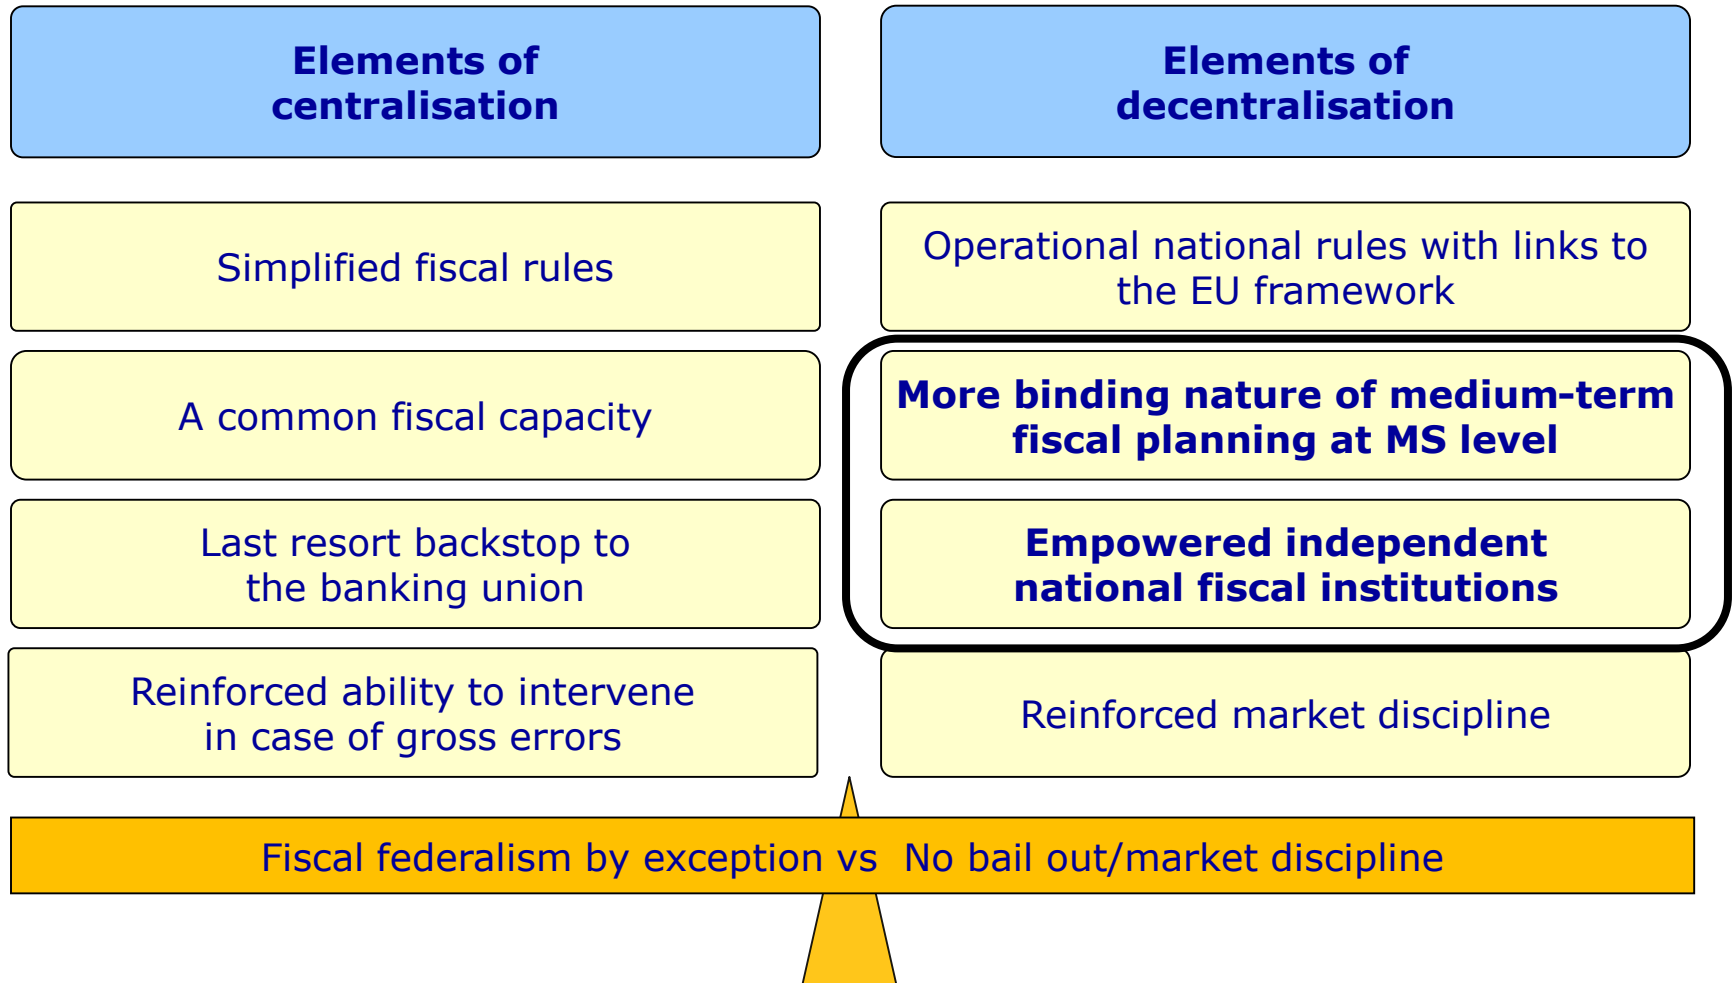 Elements of
centralisation
Simplified fiscal rules
A common fiscal capacity
Last resort backstop to
the banking union
Reinforced ability to intervene
in case of gross errors
Elements of
decentralisation
Operational national rules with links to
the EU framework
More binding nature of medium-term
fiscal planning at MS level
Empowered independent
national fiscal institutions
Reinforced market discipline
Fiscal federalism by exception vs  No bail out/market discipline